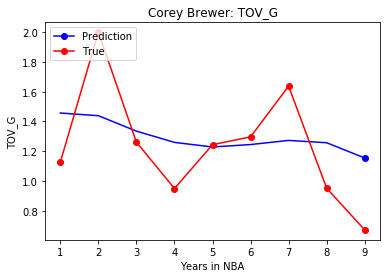 Corey Brewer: TOV_G
Prediction
True
2.0
1.8
1.6
1.4
1.2
1.0
0.8
TOV_G
1 2 3 4 5 6 7 8 9
Years in NBA